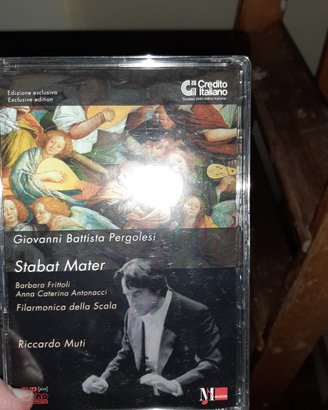 Edizione esclusiva
Exclusive edition
Credito
Italiano
Giovanni Battista Pergolesi
Stabat Mater
Barbara Frittoli
Anna Caterina Antonacci
Filarmonica della Scala
Riccardo Muti